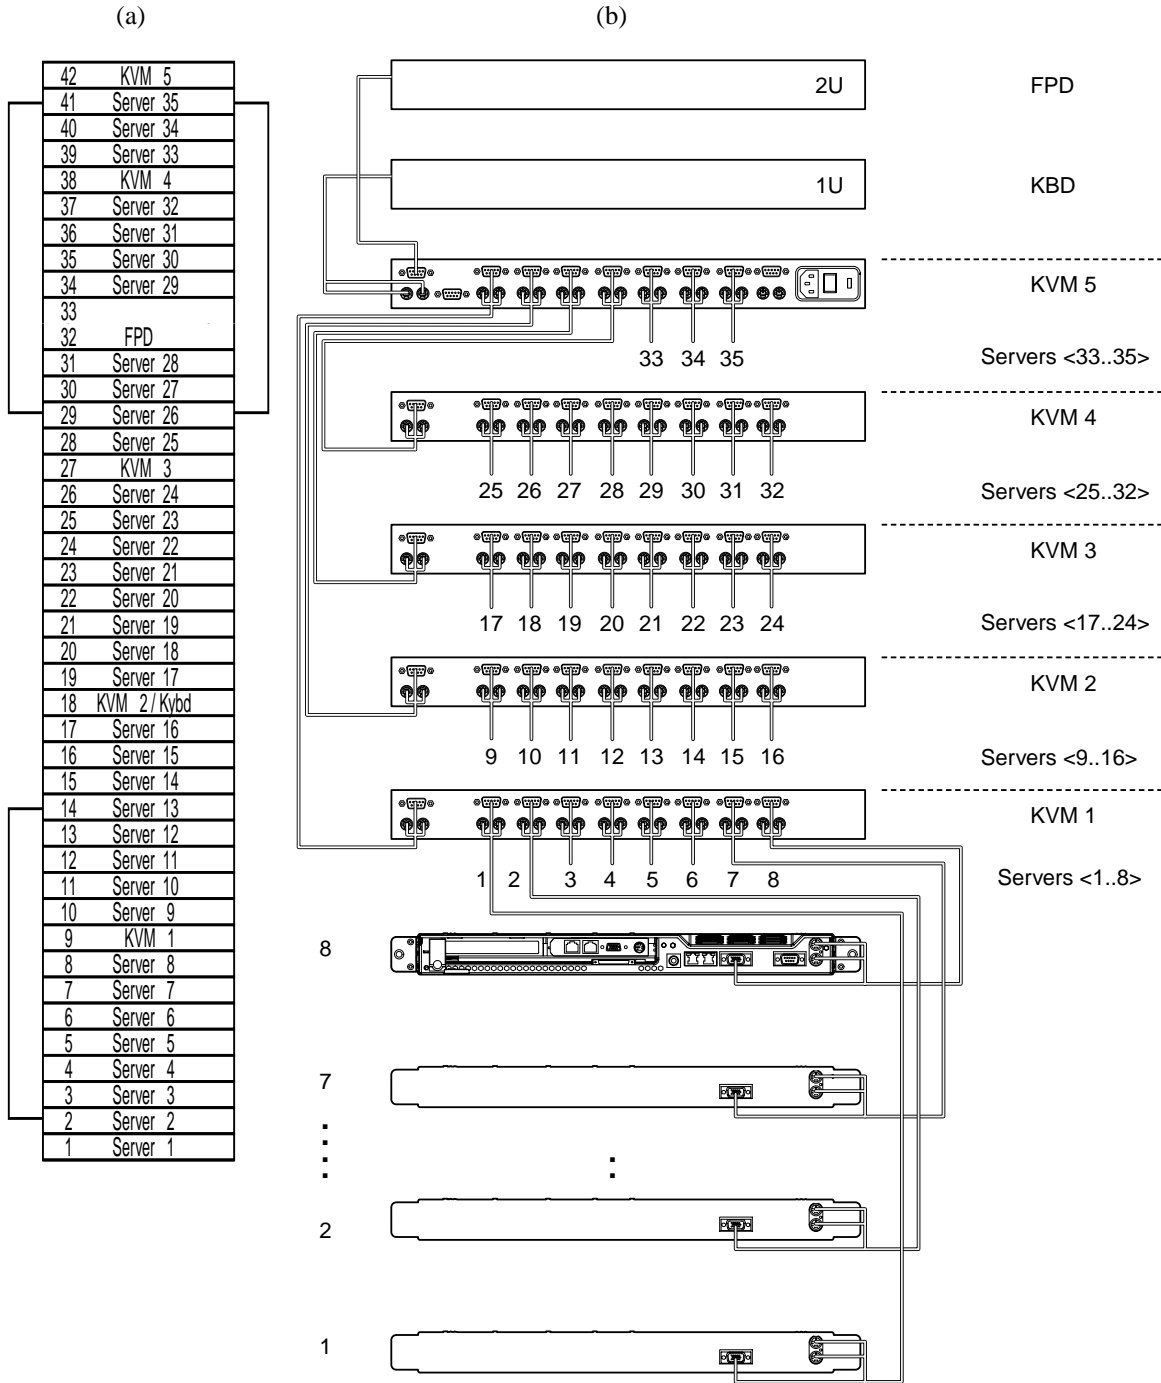 (a)
(b)
42 KVM 5
41 Server 35
40 Server 34
39 Server 33
38 KVM 4
37 Server 32
36 Server 31
35 Server 30
34 Server 29
33
32 FPD
31 Server 28
30 Server 27
29 Server 26
28 Server 25
27 KVM 3
26 Server 24
25 Server 23
24 Server 22
23 Server 21
22 Server 20
21 Server 19
20 Server 18
19 Server 17
18 KVM 2 / Kybd
17 Server 16
16 Server 15
15 Server 14
14 Server 13
13 Server 12
12 Server 11
11 Server 10
10 Server 9
9 KVM 1
8 Server 8
7 Server 7
6 Server 6
5 Server 5
4 Server 4
3 Server 3
2 Server 2
1 Server 1
2U FPD
1U KBD
KVM 5
33 34 35 Servers <33..35>
KVM 4
25 26 27 28 29 30 31 32 Servers <25..32>
KVM 3
17 18 19 20 21 22 23 24 Servers <17..24>
KVM 2
9 10 11 12 13 14 15 16 Servers <9..16>
KVM 1
1 2 3 4 5 6 7 8 Servers <1..8>
8
7
2
1